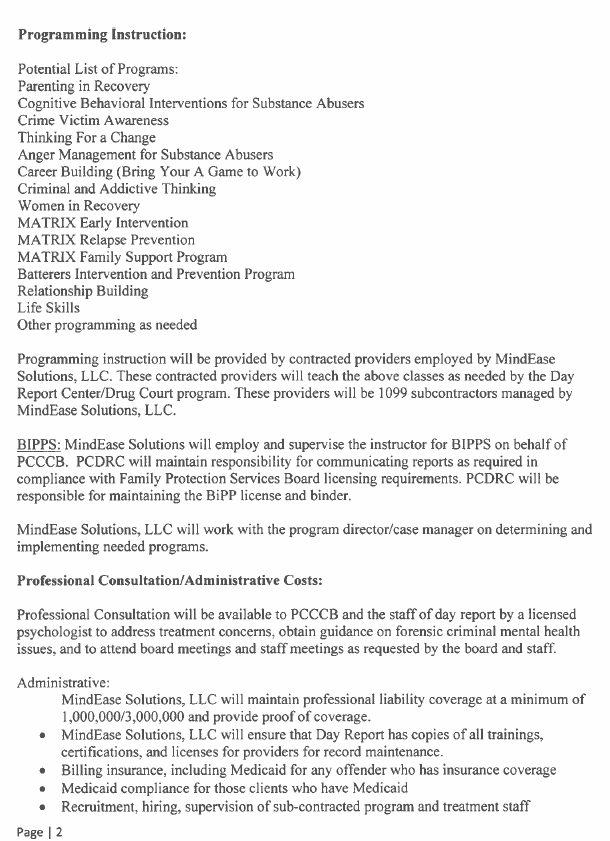 Programming Instruction:
Potential List of Programs:
Parenting in Recovery
Cognitive Behavioral Interventions for Substance Abusers
Crime Victim Awareness
Thinking For a Change
Anger Management for Substance Abusers
Career Building (Bring Your A Game to Work)
Criminal and Addictive Thinking
Women in Recovery
MATRIX Early Intervention
MATRIX Relapse Prevention
MATRIX Family Support Program
Batterers Intervention and Prevention Program
Relationship Building
Life Skills
Other programming as needed
Programming instruction will be provided by contracted providers employed by MindEase
Solutions, LLC. These contracted providers will teach the above classes as needed by the Day
Report Center/Drug Court program. These providers will be 1099 subcontractors managed by
MindEase Solutions, LLC.
BIPPS: MindEase Solutions will employ and supervise the instructor for BIPPS on behalf of
PCCCB. PCDRC will maintain responsibility for communicating reports as required in
compliance with Family Protection Services Board licensing requirements. PCDRC will be
responsible for maintaining the BiPP license and binder.
MindEase Solutions, LLC will work with the program director/case manager on determining and
implementing needed programs.
Professional Consultation/Administrative Costs:
Professional Consultation will be available to PCCCB and the staff of day report by a licensed
psychologist to address treatment concerns, obtain guidance on forensic criminal mental health
issues, and to attend board meetings and staff meetings as requested by the board and staff.
Administrative:
MindEase Solutions, LLC will maintain professional liability coverage at a minimum of
1,000,000/3,000,000 and provide proof of coverage.
• MindEase Solutions, LLC will ensure that Day Report has copies of all trainings,
certifications, and licenses for providers for record maintenance.
• Billing insurance, including Medicaid for any offender who has insurance coverage
• Medicaid compliance for those clients who have Medicaid
• Recruitment, hiring, supervision of sub-contracted program and treatment staff
Page | 2